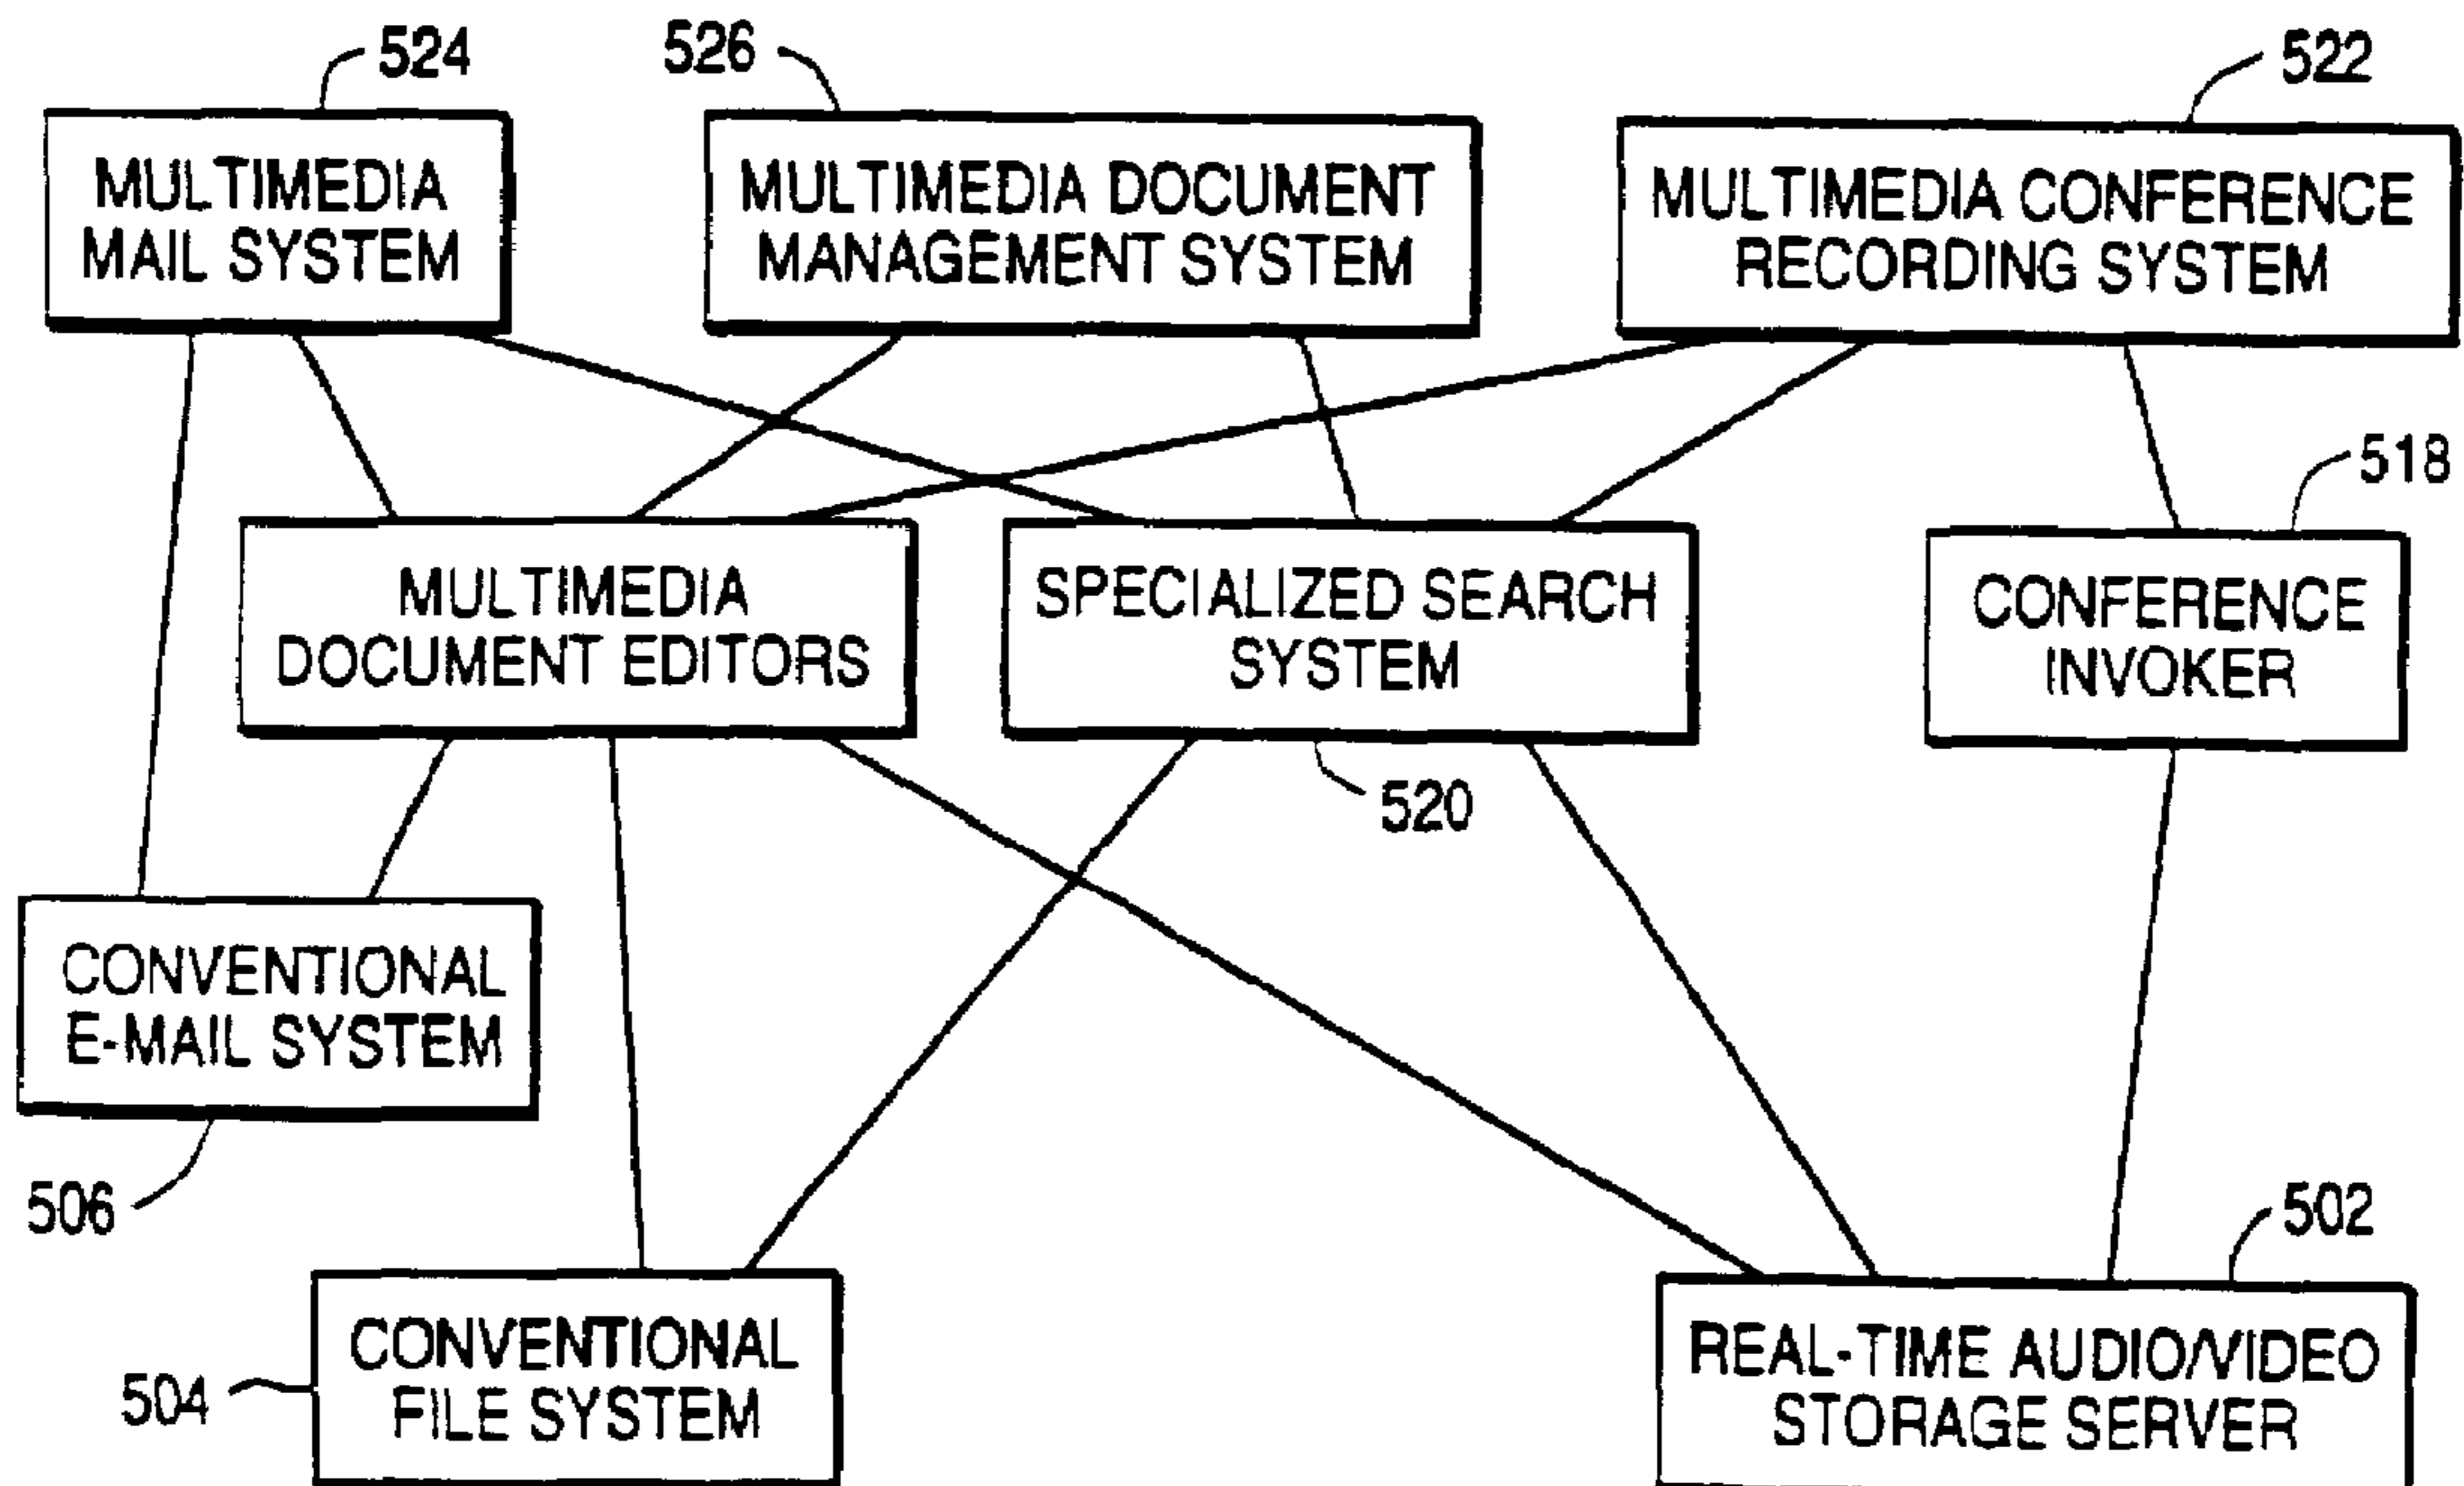 524
526
522
MULTIMEDIA
MAIL SYSTEM
MULTIMEDIA DOCUMENT
MANAGEMENT SYSTEM
MULTIMEDIA CONFERENCE
RECORDING SYSTEM
518
MULTIMEDIA
DOCUMENT EDITORS
SPECIALIZED SEARCH
SYSTEM
CONFERENCE
INVOKER
520
CONVENTIONAL
E-MAIL SYSTEM
506
502
CONVENTIONAL
FILE SYSTEM
504
REAL-TIME AUDIO/VIDEO
STORAGE SERVER